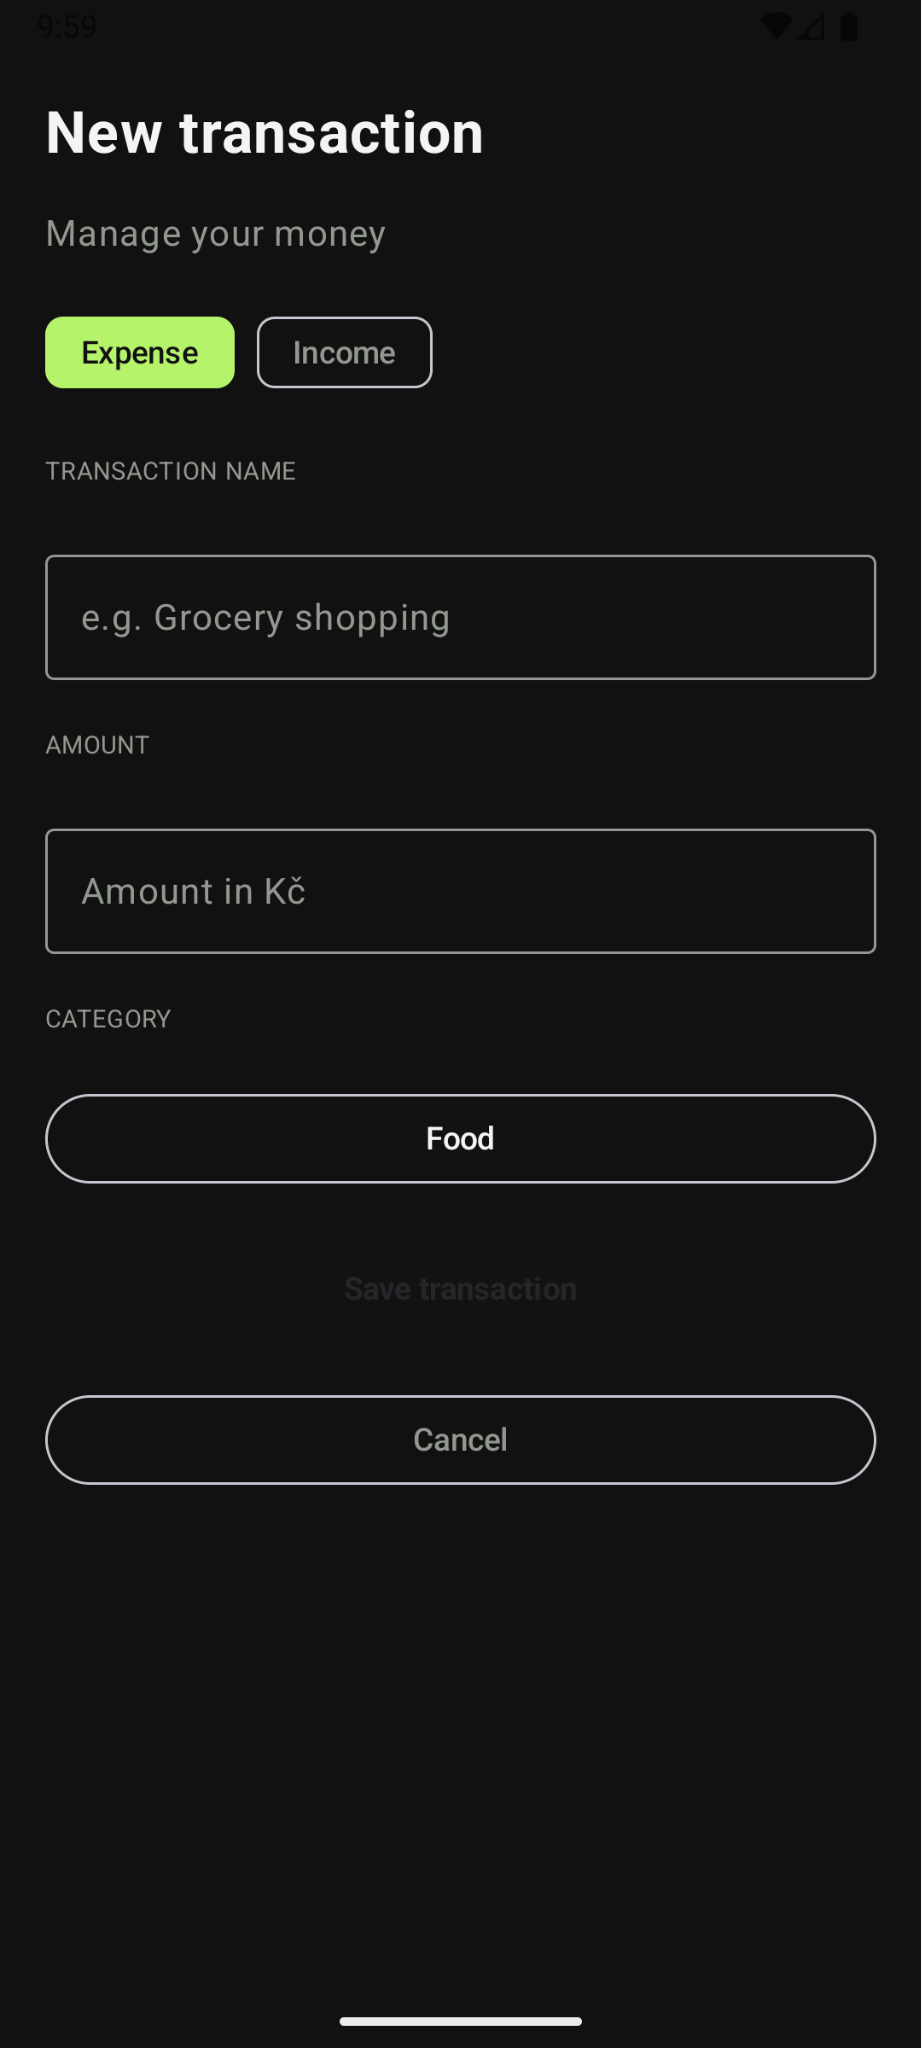 9:59
New transaction
Manage your money
Expense Income
TRANSACTION NAME
e.g. Grocery shopping
AMOUNT
Amount in Kč
CATEGORY
Food
Save transaction
Cancel